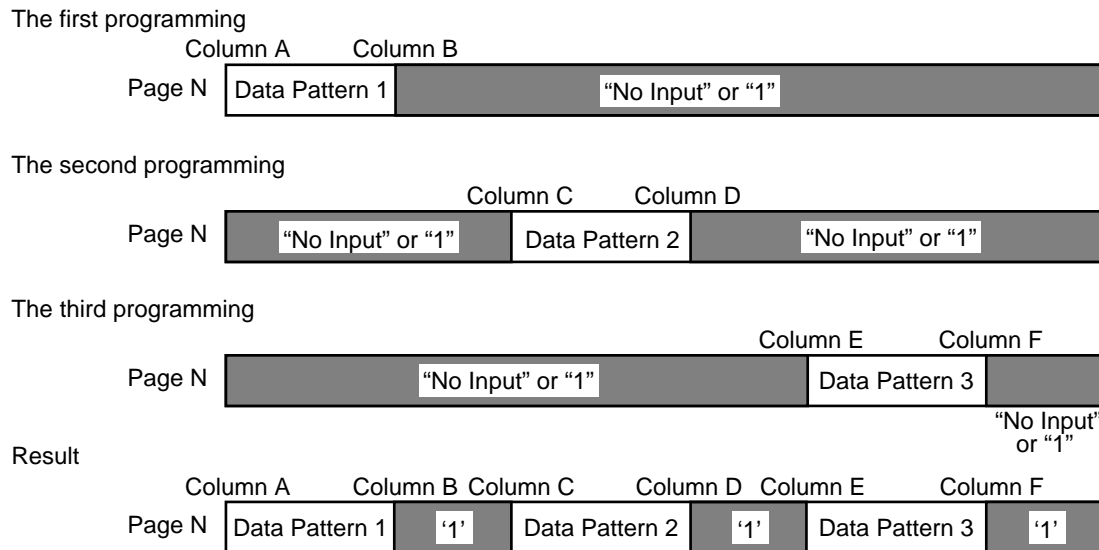 The first programming
Column A Column B
Page N Data Pattern 1 “No Input” or “1”
The second programming
Column C Column D
Page N “No Input” or “1” Data Pattern 2 “No Input” or “1”
The third programming
Column E Column F
Page N “No Input” or “1” Data Pattern 3
“No Input”
or “1”
Result
Column A Column B Column C Column D Column E Column F
Page N Data Pattern 1 ‘1’ Data Pattern 2 ‘1’ Data Pattern 3 ‘1’